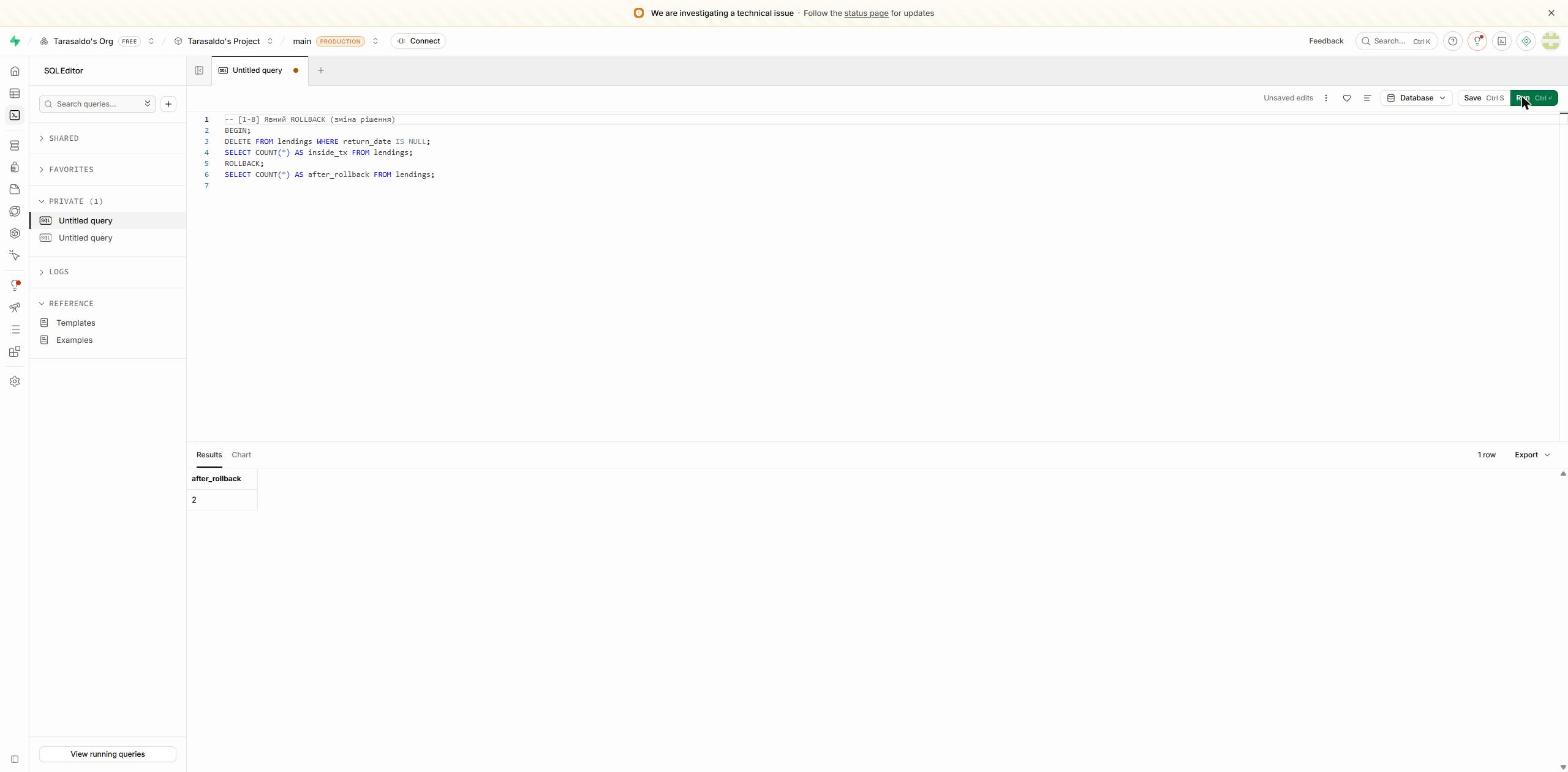 We are investigating a technical issue · Follow the status page for updates
Tarasaldo's Org FREE / Tarasaldo's Project / main PRODUCTION Connect
Feedback Search... Ctrl K
SQL Editor
Untitled query
Search queries...
Unsaved edits Database Save Ctrl S Run Ctrl ↵
SHARED
FAVORITES
PRIVATE (1)
SQL Untitled query
SQL Untitled query
LOGS
REFERENCE
Templates
Examples
View running queries
1 -- [1-B] Явний ROLLBACK (зміна рішення)
2 BEGIN;
3 DELETE FROM lendings WHERE return_date IS NULL;
4 SELECT COUNT(*) AS inside_tx FROM lendings;
5 ROLLBACK;
6 SELECT COUNT(*) AS after_rollback FROM lendings;
7
Results Chart 1 row Export
after_rollback
2